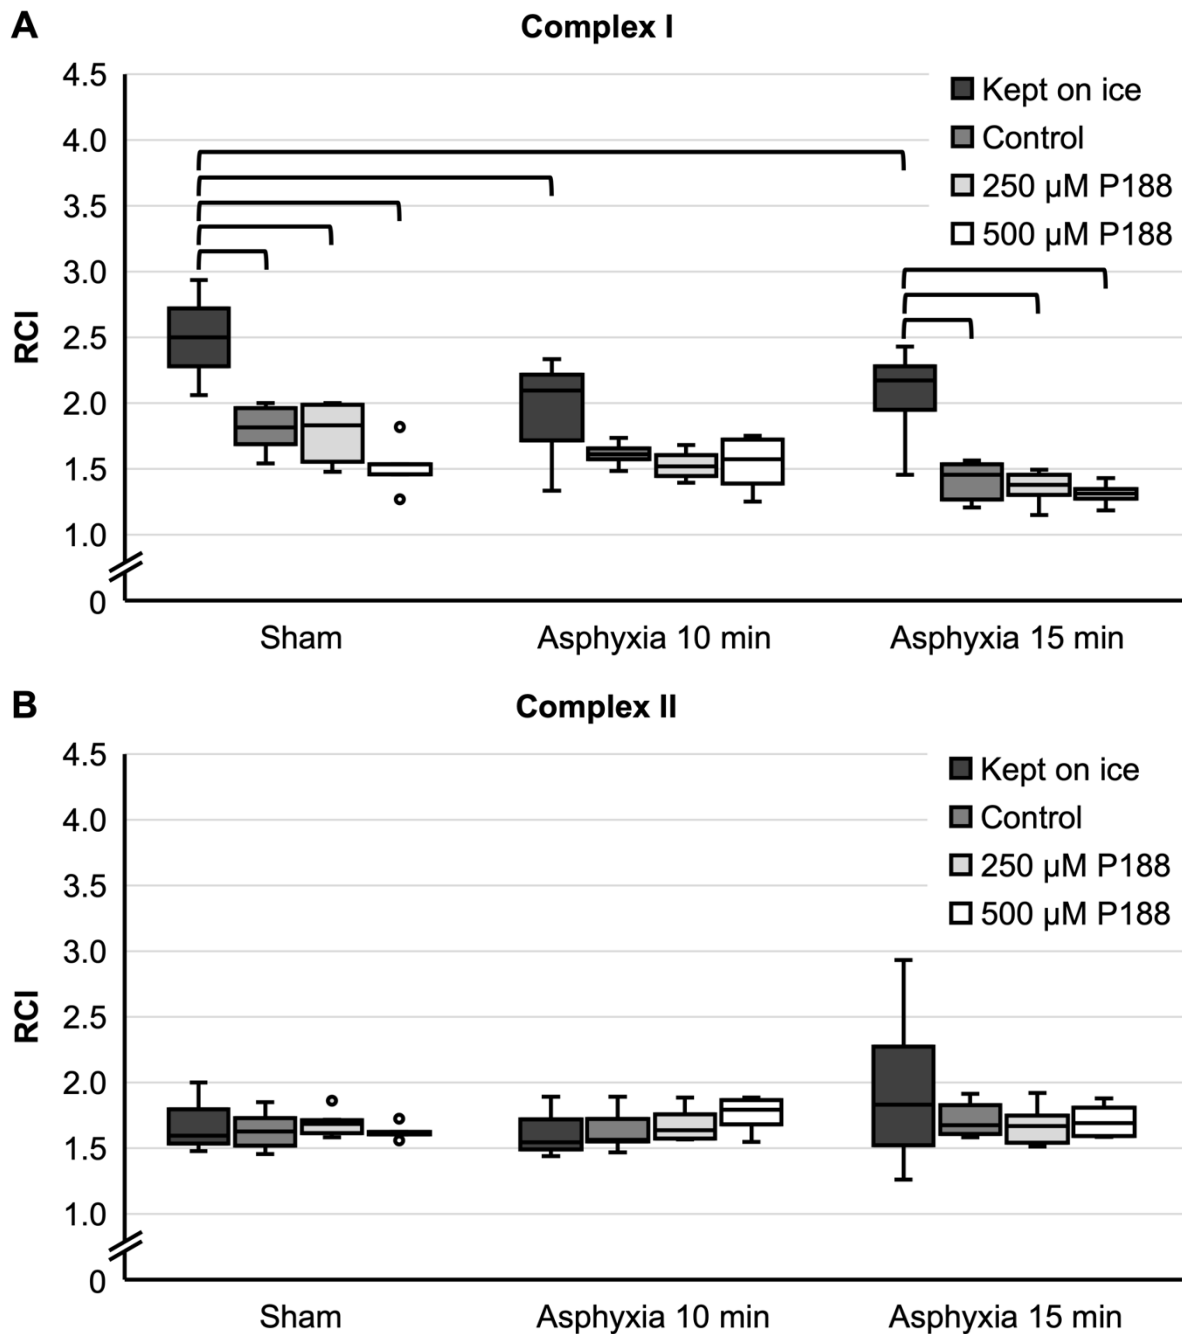 A
Complex I
4.5
4.0
3.5
3.0
2.5
2.0
1.5
1.0
0
RCI
Kept on ice
Control
250 µM P188
500 µM P188
Sham
Asphyxia 10 min
Asphyxia 15 min
B
Complex II
4.5
4.0
3.5
3.0
2.5
2.0
1.5
1.0
0
RCI
Kept on ice
Control
250 µM P188
500 µM P188
Sham
Asphyxia 10 min
Asphyxia 15 min